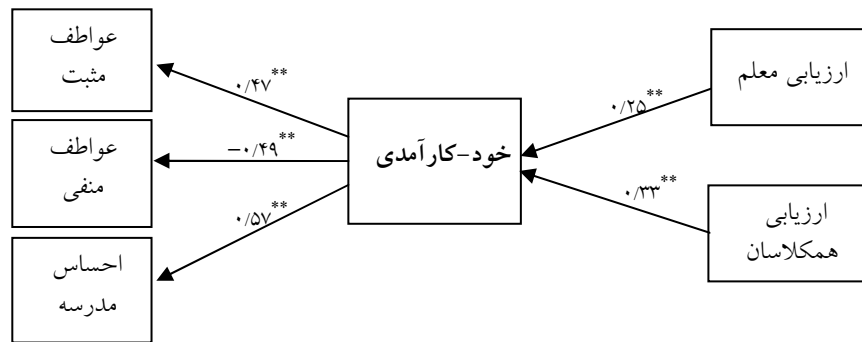 ارزیابی معلم
ارزیابی
همکلاسان
۰/۲۵**
۰/۳۳**
خود-کارآمدی
۰/۴۷**
−۰/۴۹**
۰/۵۷**
عواطف
مثبت
عواطف
منفی
احساس
مدرسه